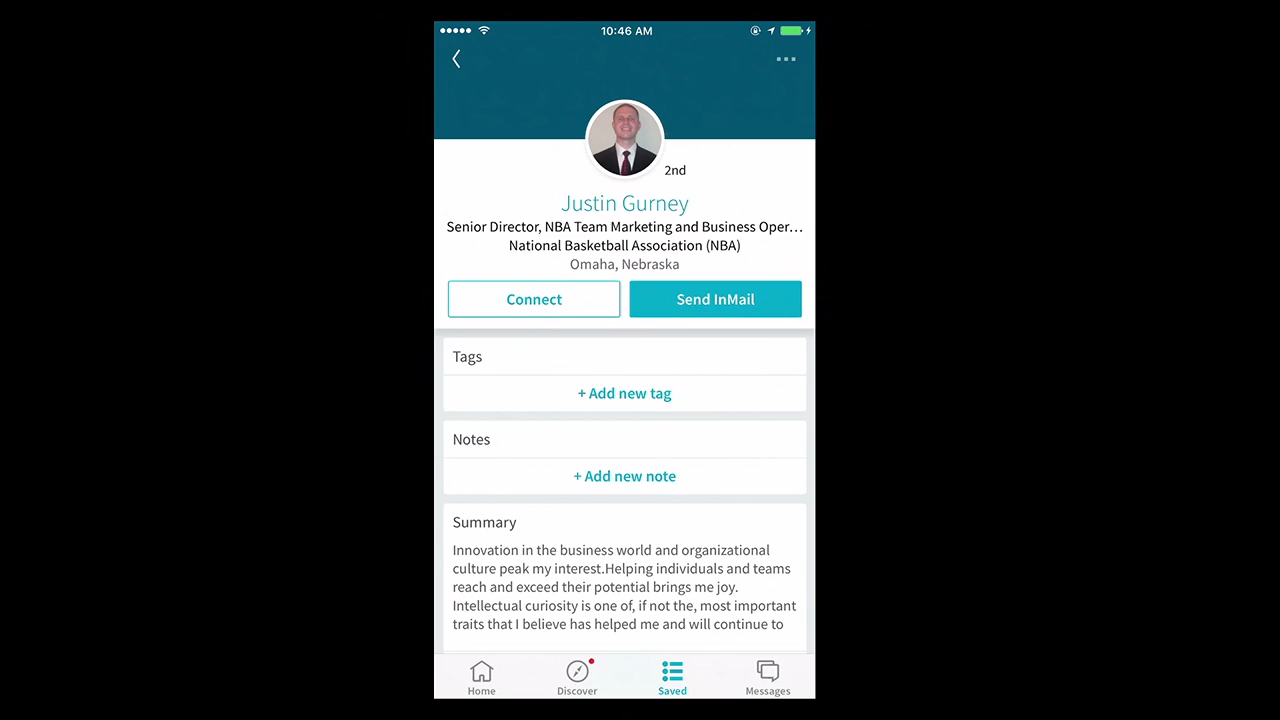 10:46 AM
2nd
Justin Gurney
Senior Director, NBA Team Marketing and Business Oper...
National Basketball Association (NBA)
Omaha, Nebraska
Connect
Send InMail
Tags
+ Add new tag
Notes
+ Add new note
Summary
Innovation in the business world and organizational
culture peak my interest.Helping individuals and teams
reach and exceed their potential brings me joy.
Intellectual curiosity is one of, if not the, most important
traits that I believe has helped me and will continue to
Home
Discover
Saved
Messages